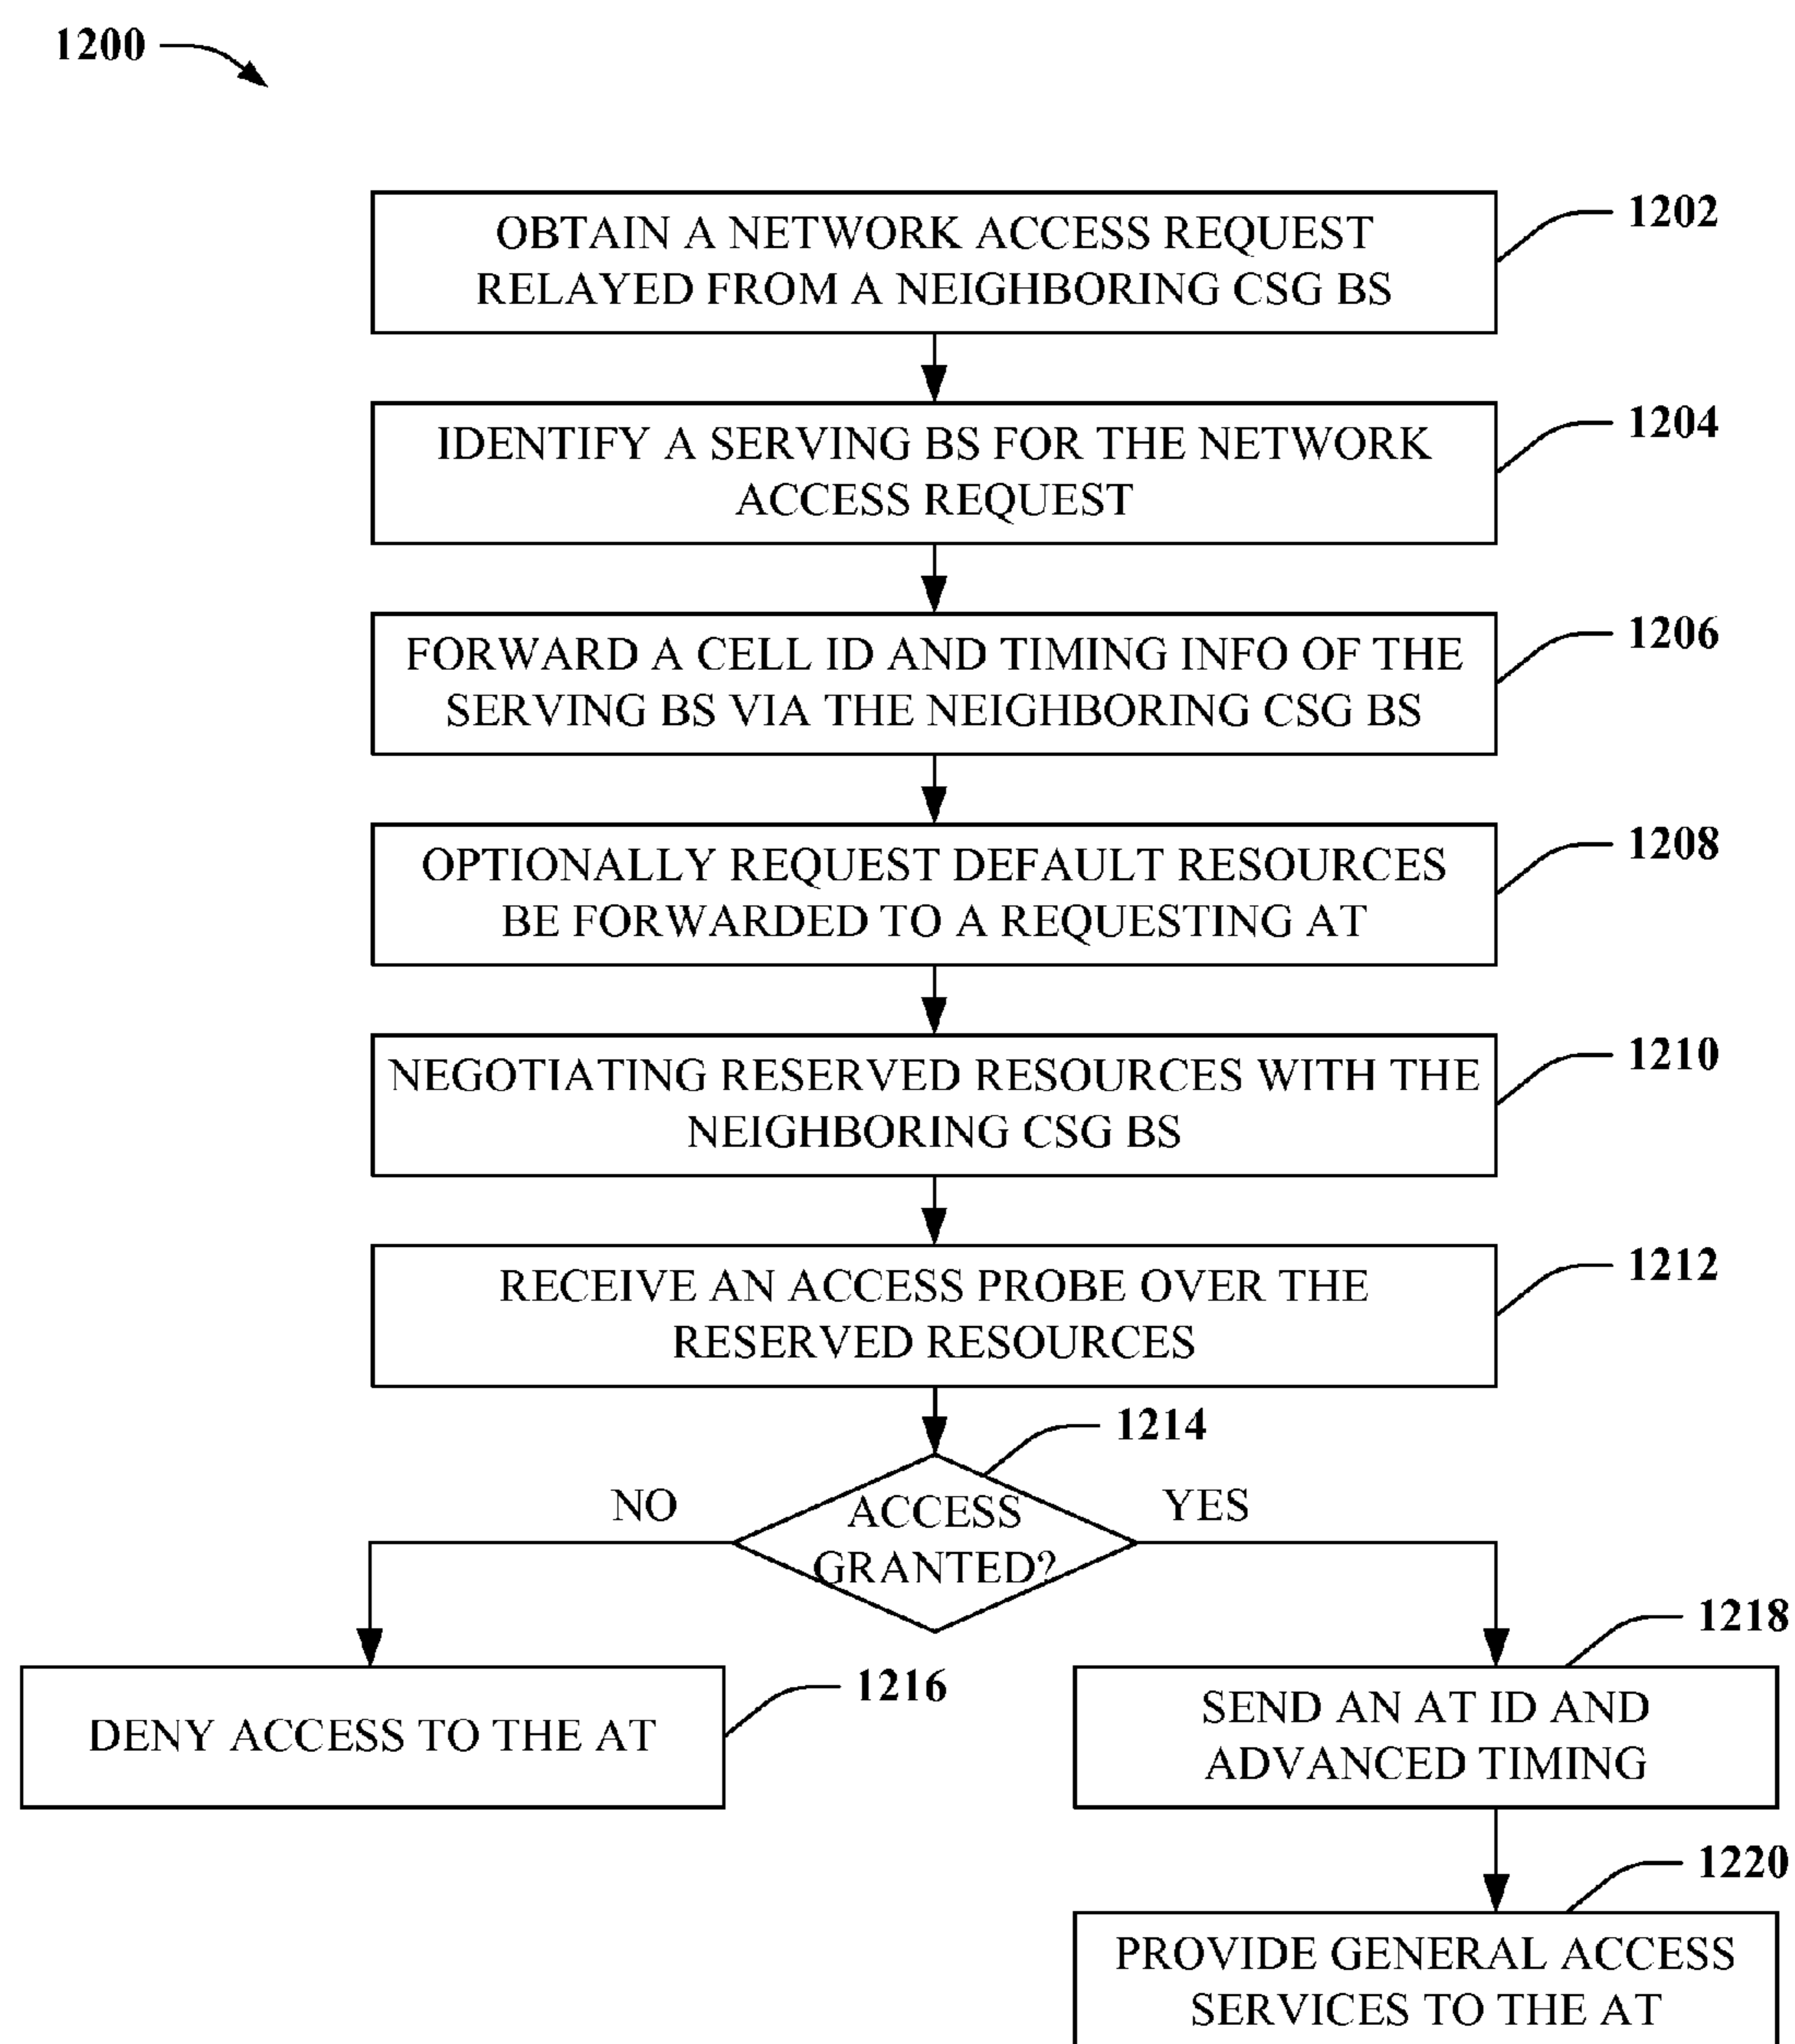 1200
OBTAIN A NETWORK ACCESS REQUEST
RELAYED FROM A NEIGHBORING CSG BS
1202
IDENTIFY A SERVING BS FOR THE NETWORK
ACCESS REQUEST
1204
FORWARD A CELL ID AND TIMING INFO OF THE
SERVING BS VIA THE NEIGHBORING CSG BS
1206
OPTIONALLY REQUEST DEFAULT RESOURCES
BE FORWARDED TO A REQUESTING AT
1208
NEGOTIATING RESERVED RESOURCES WITH THE
NEIGHBORING CSG BS
1210
RECEIVE AN ACCESS PROBE OVER THE
RESERVED RESOURCES
1212
1214
NO
ACCESS
GRANTED?
YES
DENY ACCESS TO THE AT
1216
1218
SEND AN AT ID AND
ADVANCED TIMING
1220
PROVIDE GENERAL ACCESS
SERVICES TO THE AT